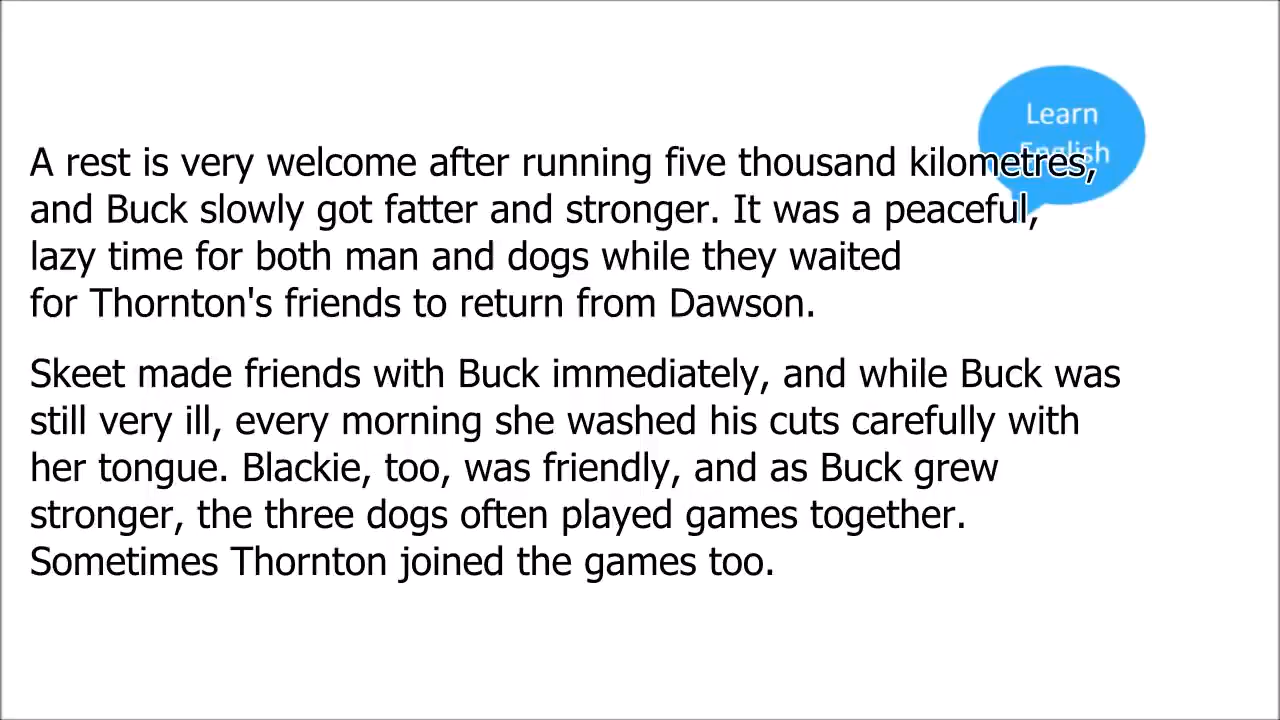 Learn
English
A rest is very welcome after running five thousand kilometres,
and Buck slowly got fatter and stronger. It was a peaceful,
lazy time for both man and dogs while they waited
for Thornton's friends to return from Dawson.
Skeet made friends with Buck immediately, and while Buck was
still very ill, every morning she washed his cuts carefully with
her tongue. Blackie, too, was friendly, and as Buck grew
stronger, the three dogs often played games together.
Sometimes Thornton joined the games too.